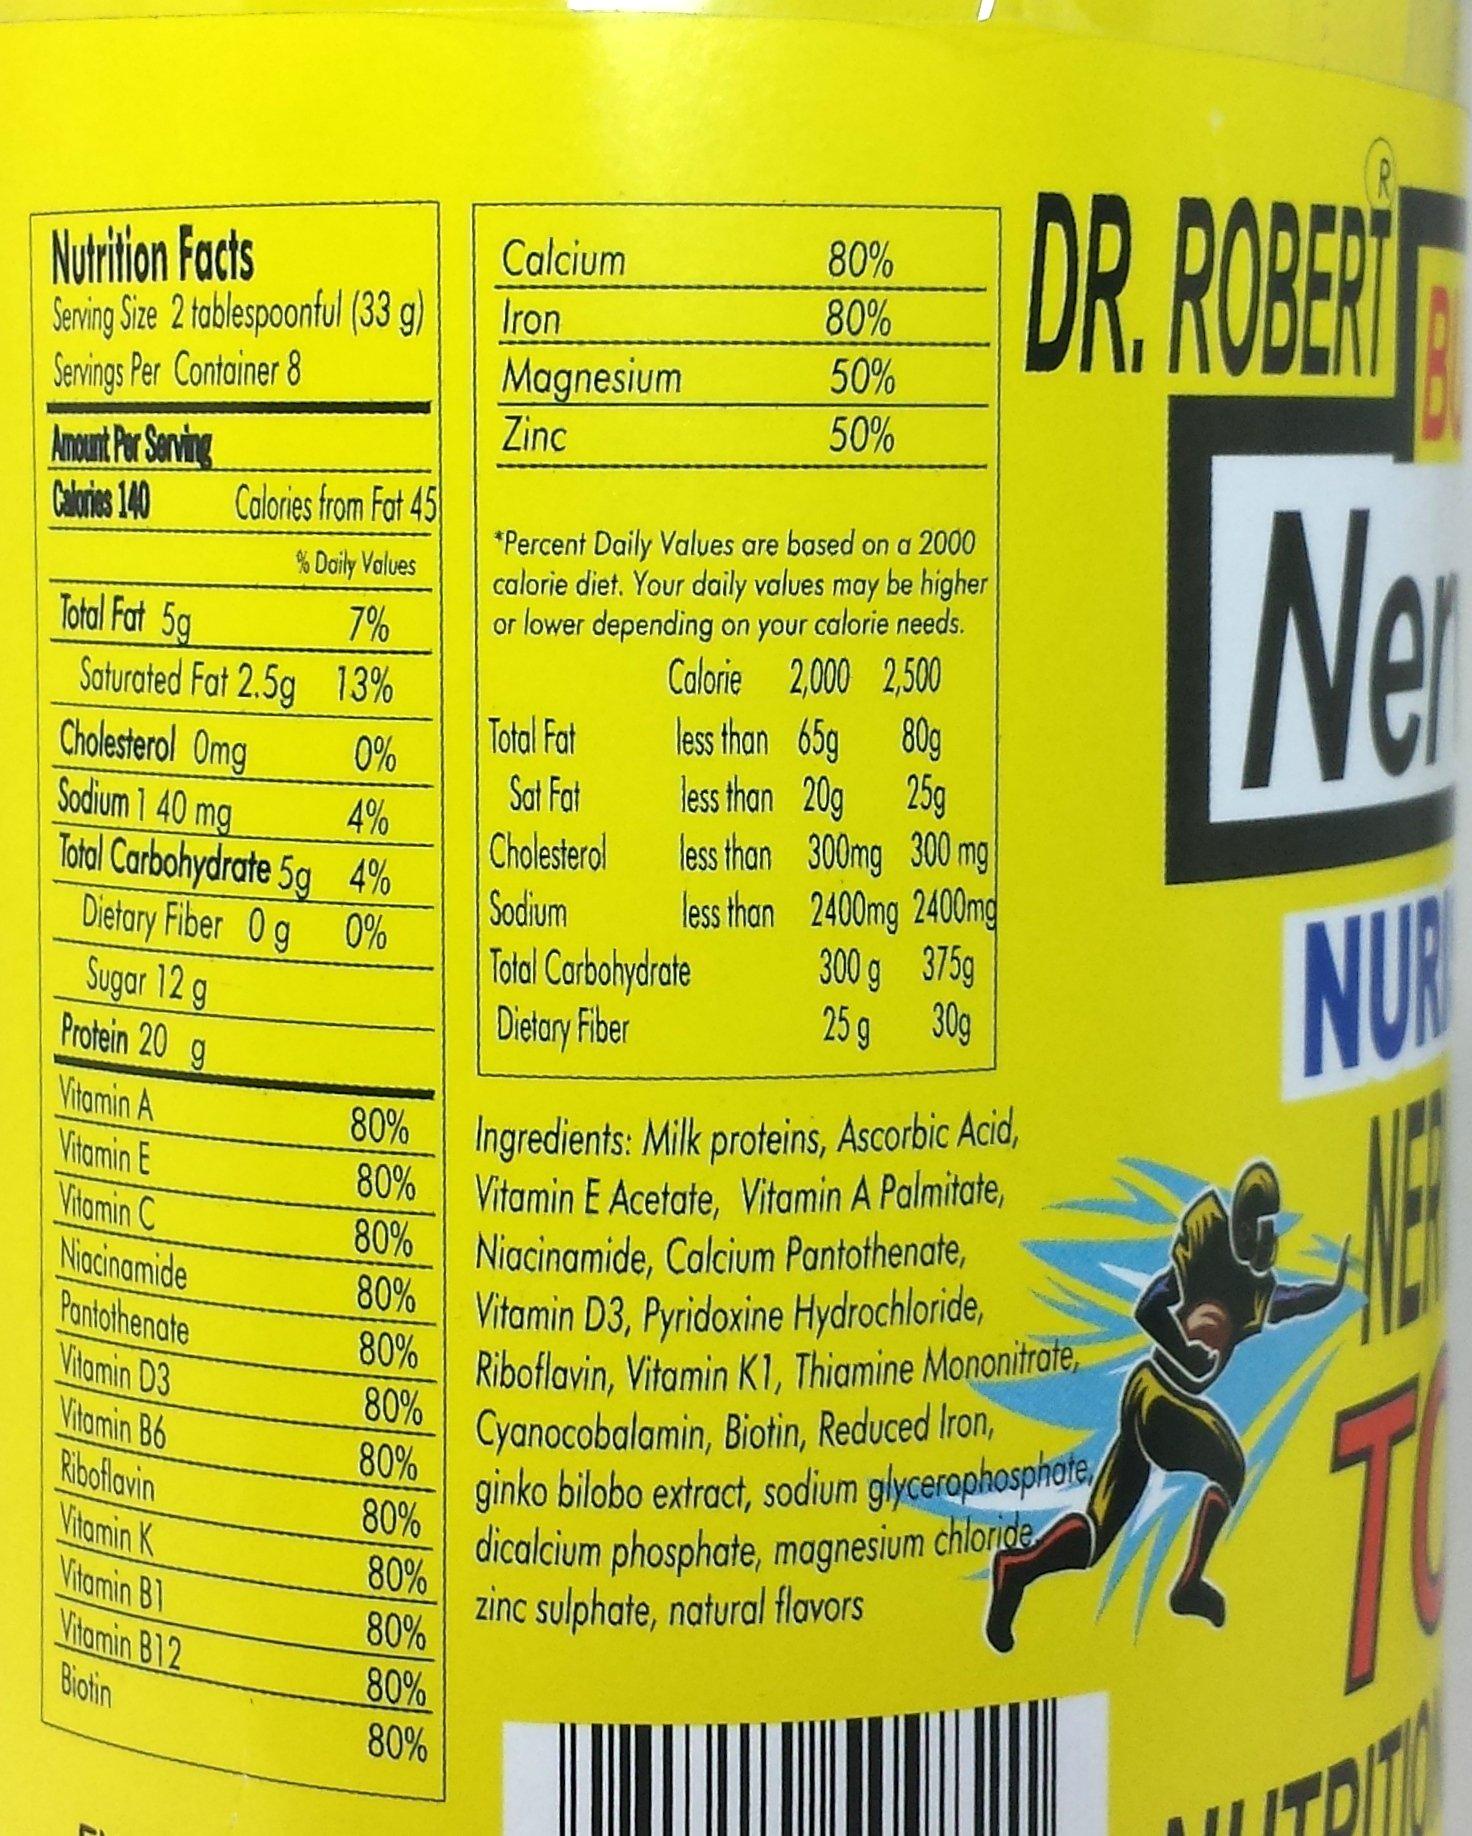 Nutrition Facts
Serving Size 2 tablespoonful (33 g)
Servings Per Container 8
Amount Per Serving
Calories 140 Calories from Fat 45
% Daily Values
Total Fat 5g 7%
Saturated Fat 2.5g 13%
Cholesterol 0mg 0%
Sodium 1 40 mg 4%
Total Carbohydrate 5g 4%
Dietary Fiber 0 g 0%
Sugar 12 g
Protein 20 g
Vitamin A 80%
Vitamin E 80%
Vitamin C 80%
Niacinamide 80%
Pantothenate 80%
Vitamin D3 80%
Vitamin B6 80%
Riboflavin 80%
Vitamin K 80%
Vitamin B1 80%
Vitamin B12 80%
Biotin 80%
Calcium 80%
Iron 80%
Magnesium 50%
Zinc 50%
*Percent Daily Values are based on a 2000
calorie diet. Your daily values may be higher
or lower depending on your calorie needs.
Calorie 2,000 2,500
Total Fat less than 65g 80g
Sat Fat less than 20g 25g
Cholesterol less than 300mg 300 mg
Sodium less than 2400mg 2400mg
Total Carbohydrate 300 g 375g
Dietary Fiber 25 g 30g
Ingredients: Milk proteins, Ascorbic Acid,
Vitamin E Acetate, Vitamin A Palmitate,
Niacinamide, Calcium Pantothenate,
Vitamin D3, Pyridoxine Hydrochloride,
Riboflavin, Vitamin K1, Thiamine Mononitrate,
Cyanocobalamin, Biotin, Reduced Iron,
ginko bilobo extract, sodium glycerophosphate,
dicalcium phosphate, magnesium chloride,
zinc sulphate, natural flavors
DR. ROBERT®